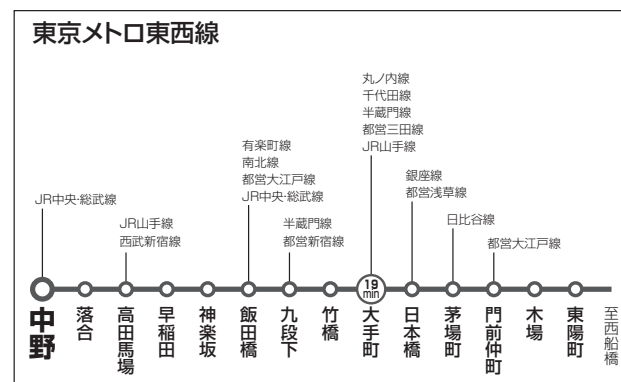 東京メトロ東西線
JR中央・総武線
JR山手線
西武新宿線
有楽町線
南北線
都営大江戸線
JR中央・総武線
半蔵門線
都営新宿線
丸ノ内線
千代田線
半蔵門線
都営三田線
JR山手線
銀座線
都営浅草線
日比谷線
都営大江戸線
19
min
中野
落合
高田馬場
早稲田
神楽坂
飯田橋
九段下
竹橋
大手町
日本橋
茅場町
門前仲町
木場
東陽町
至西船橋